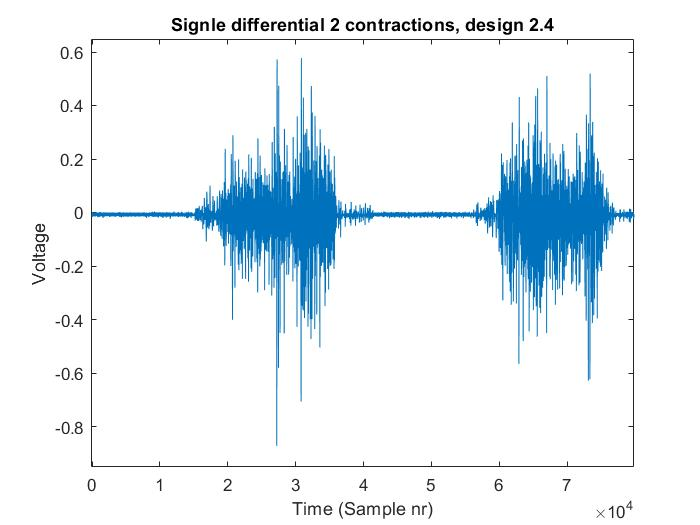 Signle differential 2 contractions, design 2.4
0.6
0.4
0.2
0
-0.2
-0.4
-0.6
-0.8
Voltage
0 1 2 3 4 5 6 7
Time (Sample nr)
×10^4